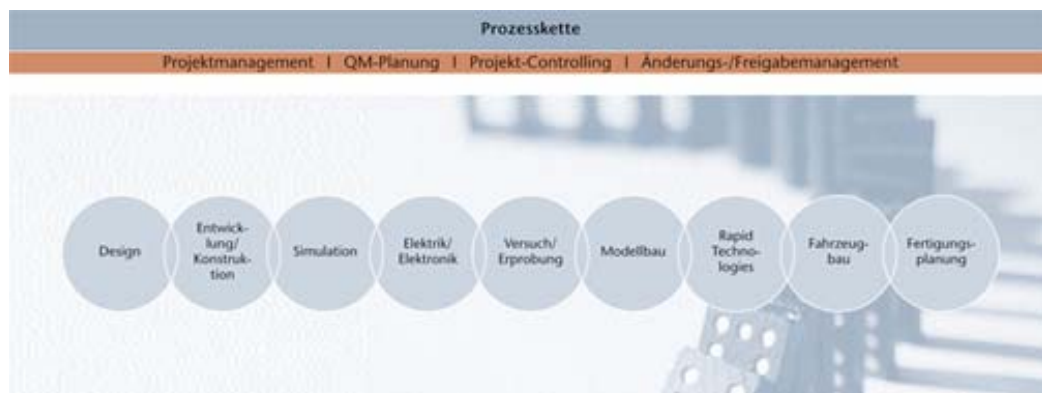 Prozesskette
Projektmanagement | QM-Planung | Projekt-Controlling | Änderungs-/Freigabemanagement
Design
Entwick-
lung/
Konstruk-
tion
Simulation
Elektrik/
Elektronik
Versuch/
Erprobung
Modellbau
Rapid
Techno-
logies
Fahrzeug-
bau
Fertigungs-
planung